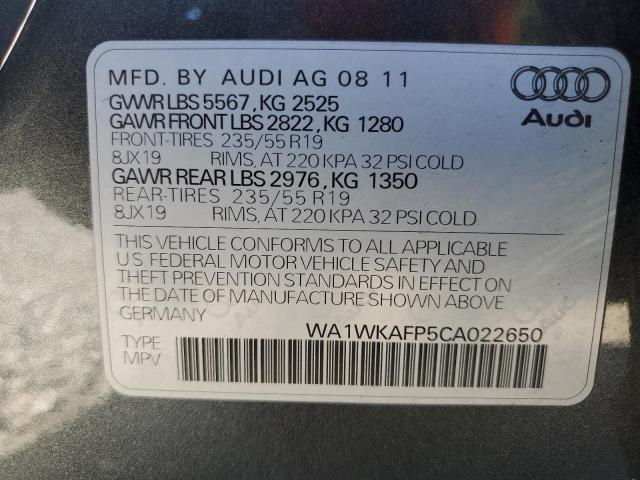 MFD. BY AUDI AG 08 11
GWWR LBS 5567, KG 2525
GAWR FRONT LBS 2822, KG 1280
FRONT-TIRES 235/55 R19
8JX19 RIMS, AT 220 KPA 32 PSI COLD
GAWR REAR LBS 2976, KG 1350
REAR-TIRES 235/55 R19
8JX19 RIMS, AT 220 KPA 32 PSI COLD
Audi
THIS VEHICLE CONFORMS TO ALL APPLICABLE
U.S. FEDERAL MOTOR VEHICLE SAFETY AND
THEFT PREVENTION STANDARDS IN EFFECT ON
THE DATE OF MANUFACTURE SHOWN ABOVE
GERMANY
WA1WKAFP5CA022650
TYPE
MPV